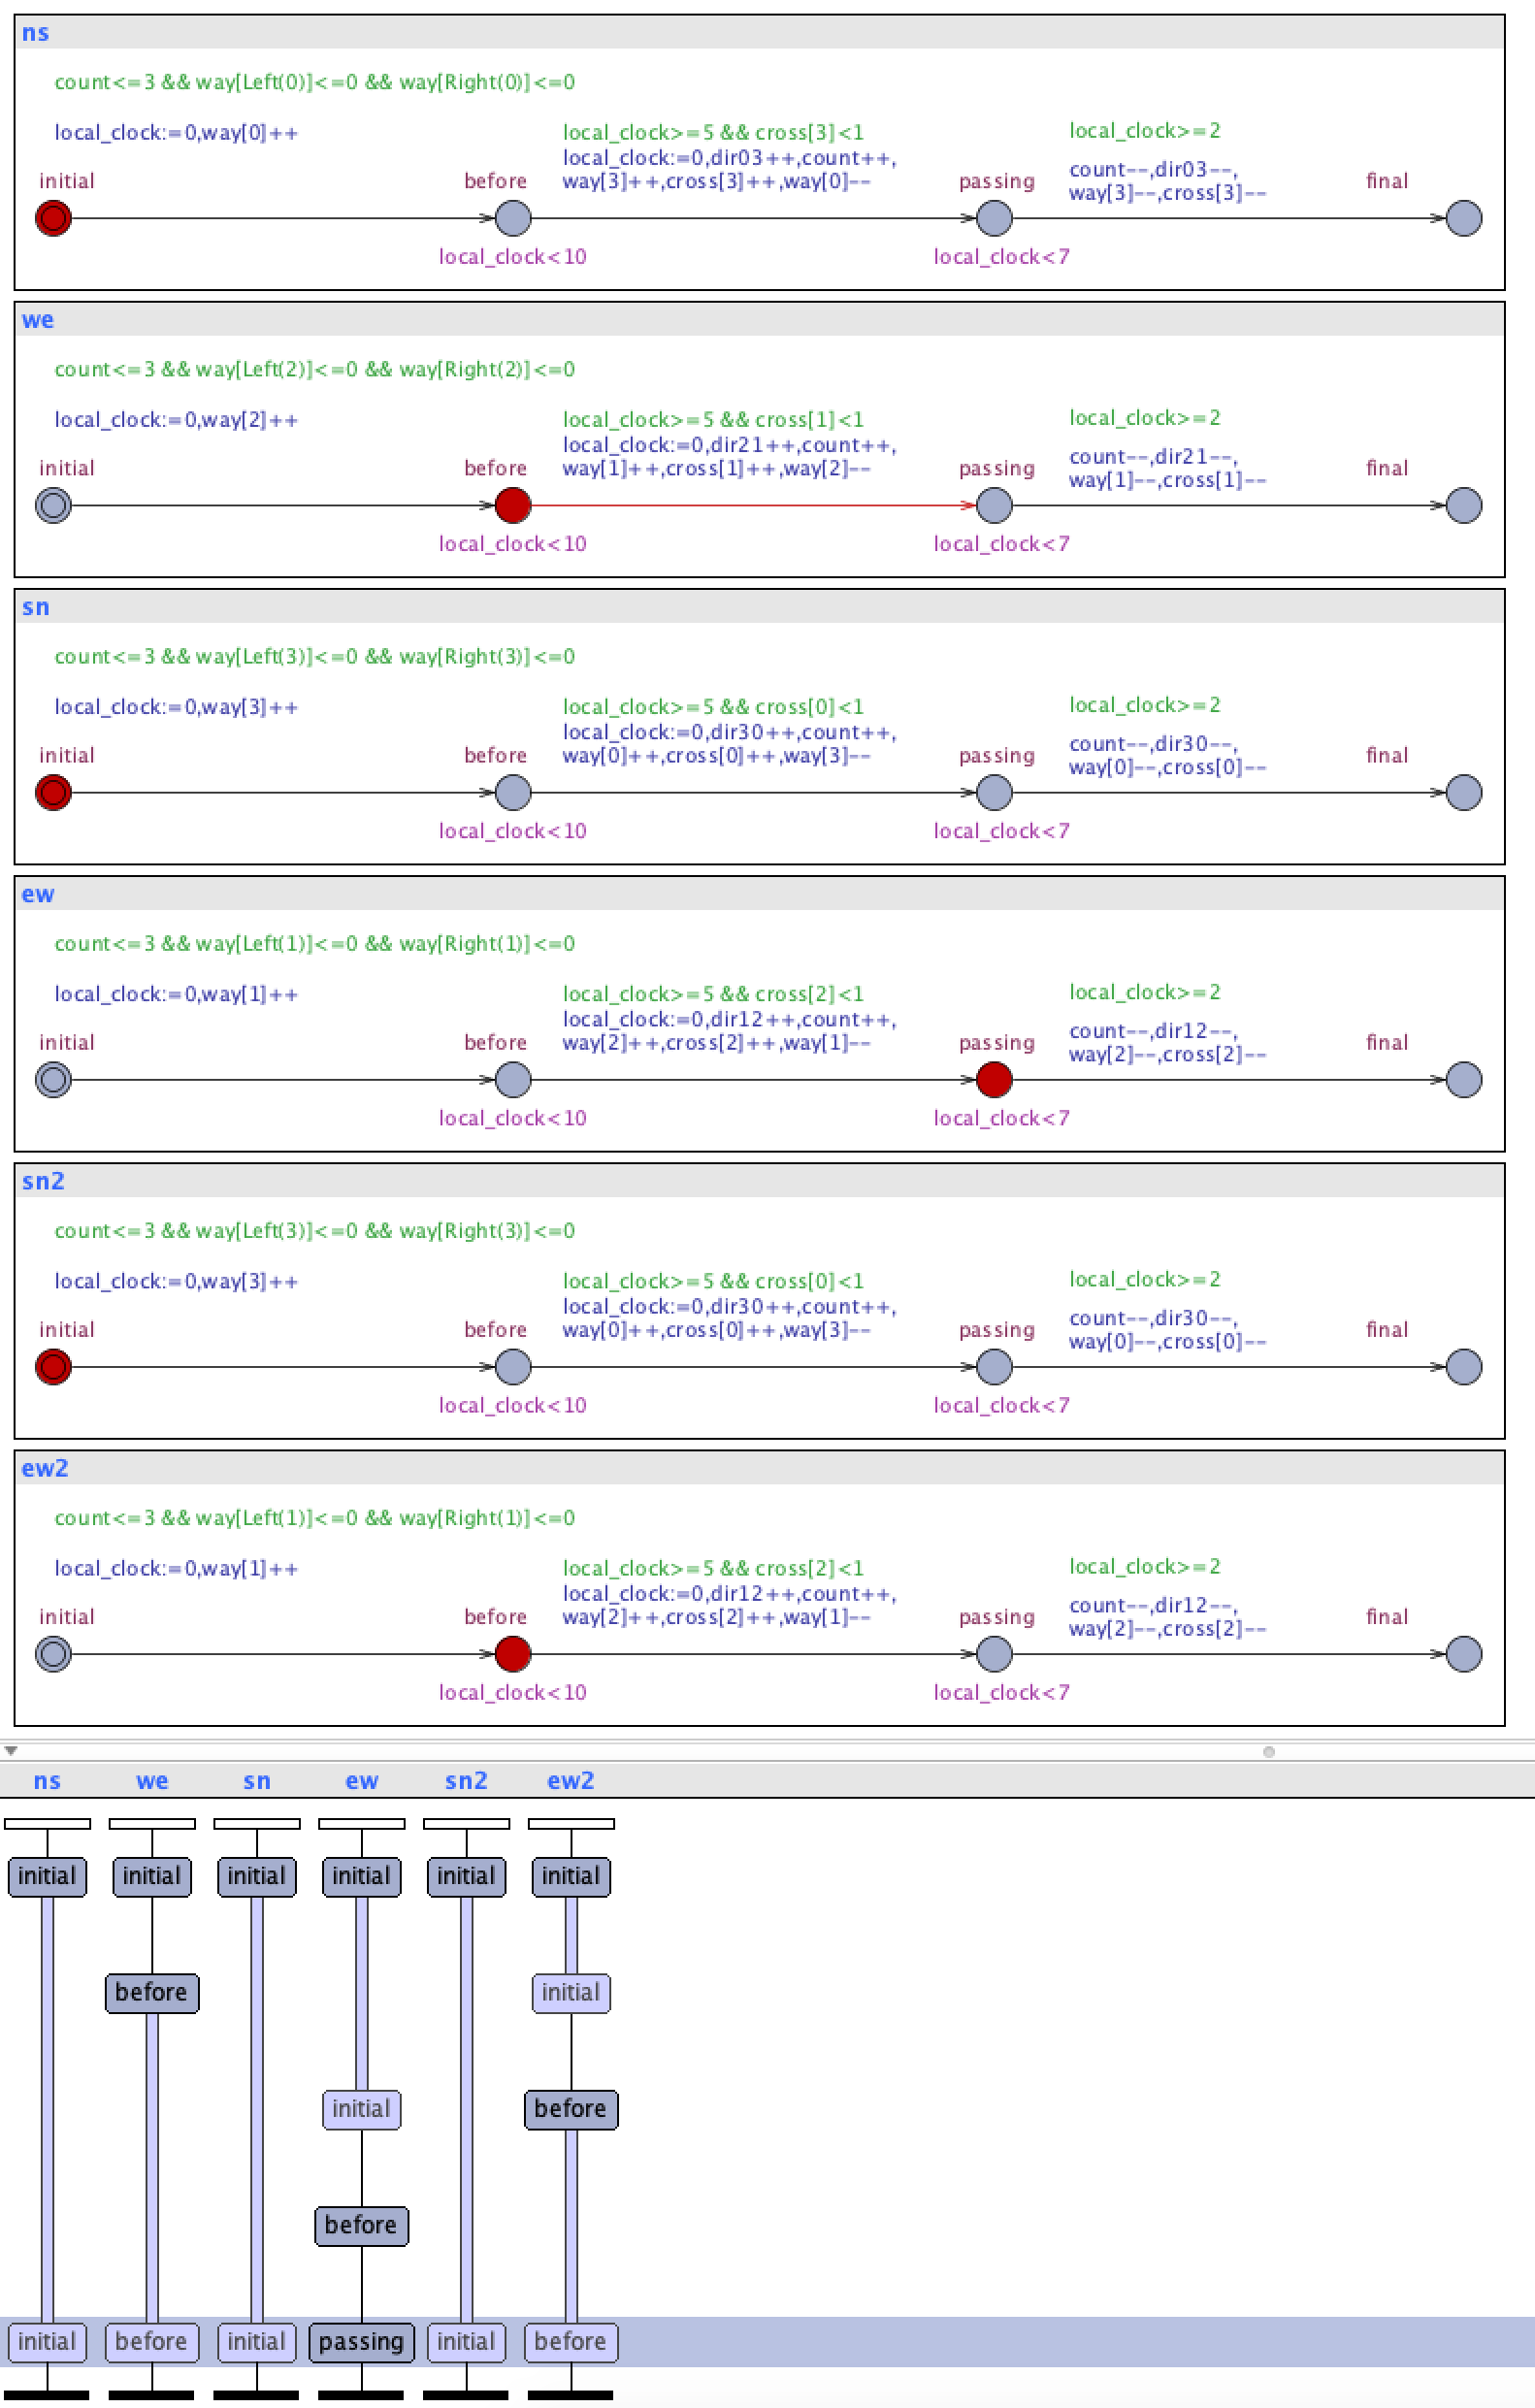 ns
count<=3 && way[Left(0)]<=0 && way[Right(0)]<=0
local_clock:=0,way[0]++
local_clock>=5 && cross[3]<1
local_clock:=0,dir03++,count++,
way[3]++,cross[3]++,way[0]--
local_clock>=2
count--,dir03--,
way[3]--,cross[3]--
initial before passing final
local_clock<10 local_clock<7
we
count<=3 && way[Left(2)]<=0 && way[Right(2)]<=0
local_clock:=0,way[2]++
local_clock>=5 && cross[1]<1
local_clock:=0,dir21++,count++,
way[1]++,cross[1]++,way[2]--
local_clock>=2
count--,dir21--,
way[1]--,cross[1]--
initial before passing final
local_clock<10 local_clock<7
sn
count<=3 && way[Left(3)]<=0 && way[Right(3)]<=0
local_clock:=0,way[3]++
local_clock>=5 && cross[0]<1
local_clock:=0,dir30++,count++,
way[0]++,cross[0]++,way[3]--
local_clock>=2
count--,dir30--,
way[0]--,cross[0]--
initial before passing final
local_clock<10 local_clock<7
ew
count<=3 && way[Left(1)]<=0 && way[Right(1)]<=0
local_clock:=0,way[1]++
local_clock>=5 && cross[2]<1
local_clock:=0,dir12++,count++,
way[2]++,cross[2]++,way[1]--
local_clock>=2
count--,dir12--,
way[2]--,cross[2]--
initial before passing final
local_clock<10 local_clock<7
sn2
count<=3 && way[Left(3)]<=0 && way[Right(3)]<=0
local_clock:=0,way[3]++
local_clock>=5 && cross[0]<1
local_clock:=0,dir30++,count++,
way[0]++,cross[0]++,way[3]--
local_clock>=2
count--,dir30--,
way[0]--,cross[0]--
initial before passing final
local_clock<10 local_clock<7
ew2
count<=3 && way[Left(1)]<=0 && way[Right(1)]<=0
local_clock:=0,way[1]++
local_clock>=5 && cross[2]<1
local_clock:=0,dir12++,count++,
way[2]++,cross[2]++,way[1]--
local_clock>=2
count--,dir12--,
way[2]--,cross[2]--
initial before passing final
local_clock<10 local_clock<7
ns we sn ew sn2 ew2
initial initial initial initial initial initial
before initial
initial before
before
initial before initial passing initial before